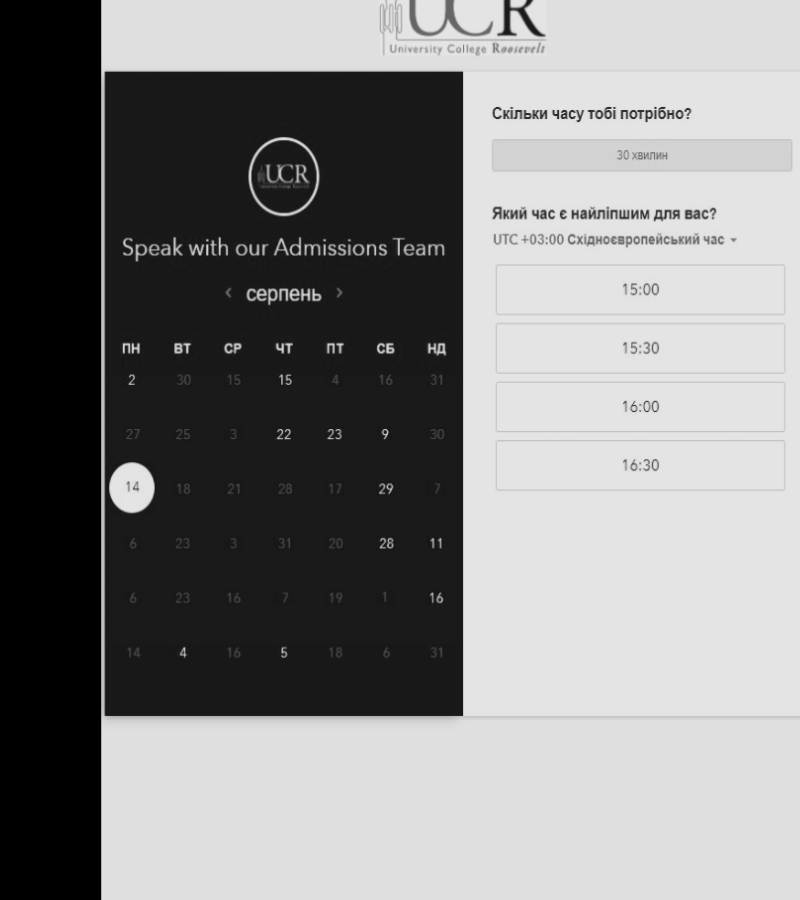 UCR
University College Roosevelt
UCR
Speak with our Admissions Team
< серпень >
ПН ВТ СР ЧТ ПТ СБ НД
2 30 15 15 4 16 31
27 25 3 22 23 9 30
14 18 21 28 17 29 7
6 23 3 31 20 28 11
6 23 16 7 19 1 16
14 4 16 5 18 6 31
Скільки часу тобі потрібно?
30 хвилин
Який час є найліпшим для вас?
UTC +03:00 Східноєвропейський час
15:00
15:30
16:00
16:30